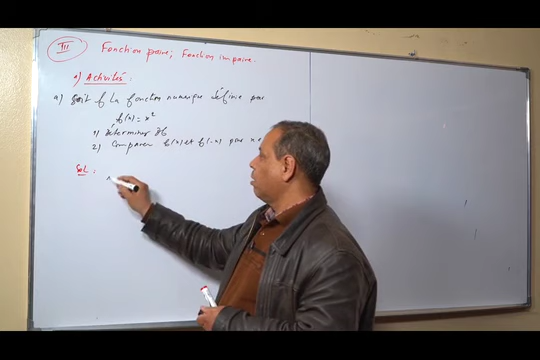 III Fonction paire; Fonction impaire.
1) Activités :
a) Soit f la fonction numérique définie par
f(x) = x²
1) Determiner Df
2) Comparer f(x) et f(-x) pour x
Sol :